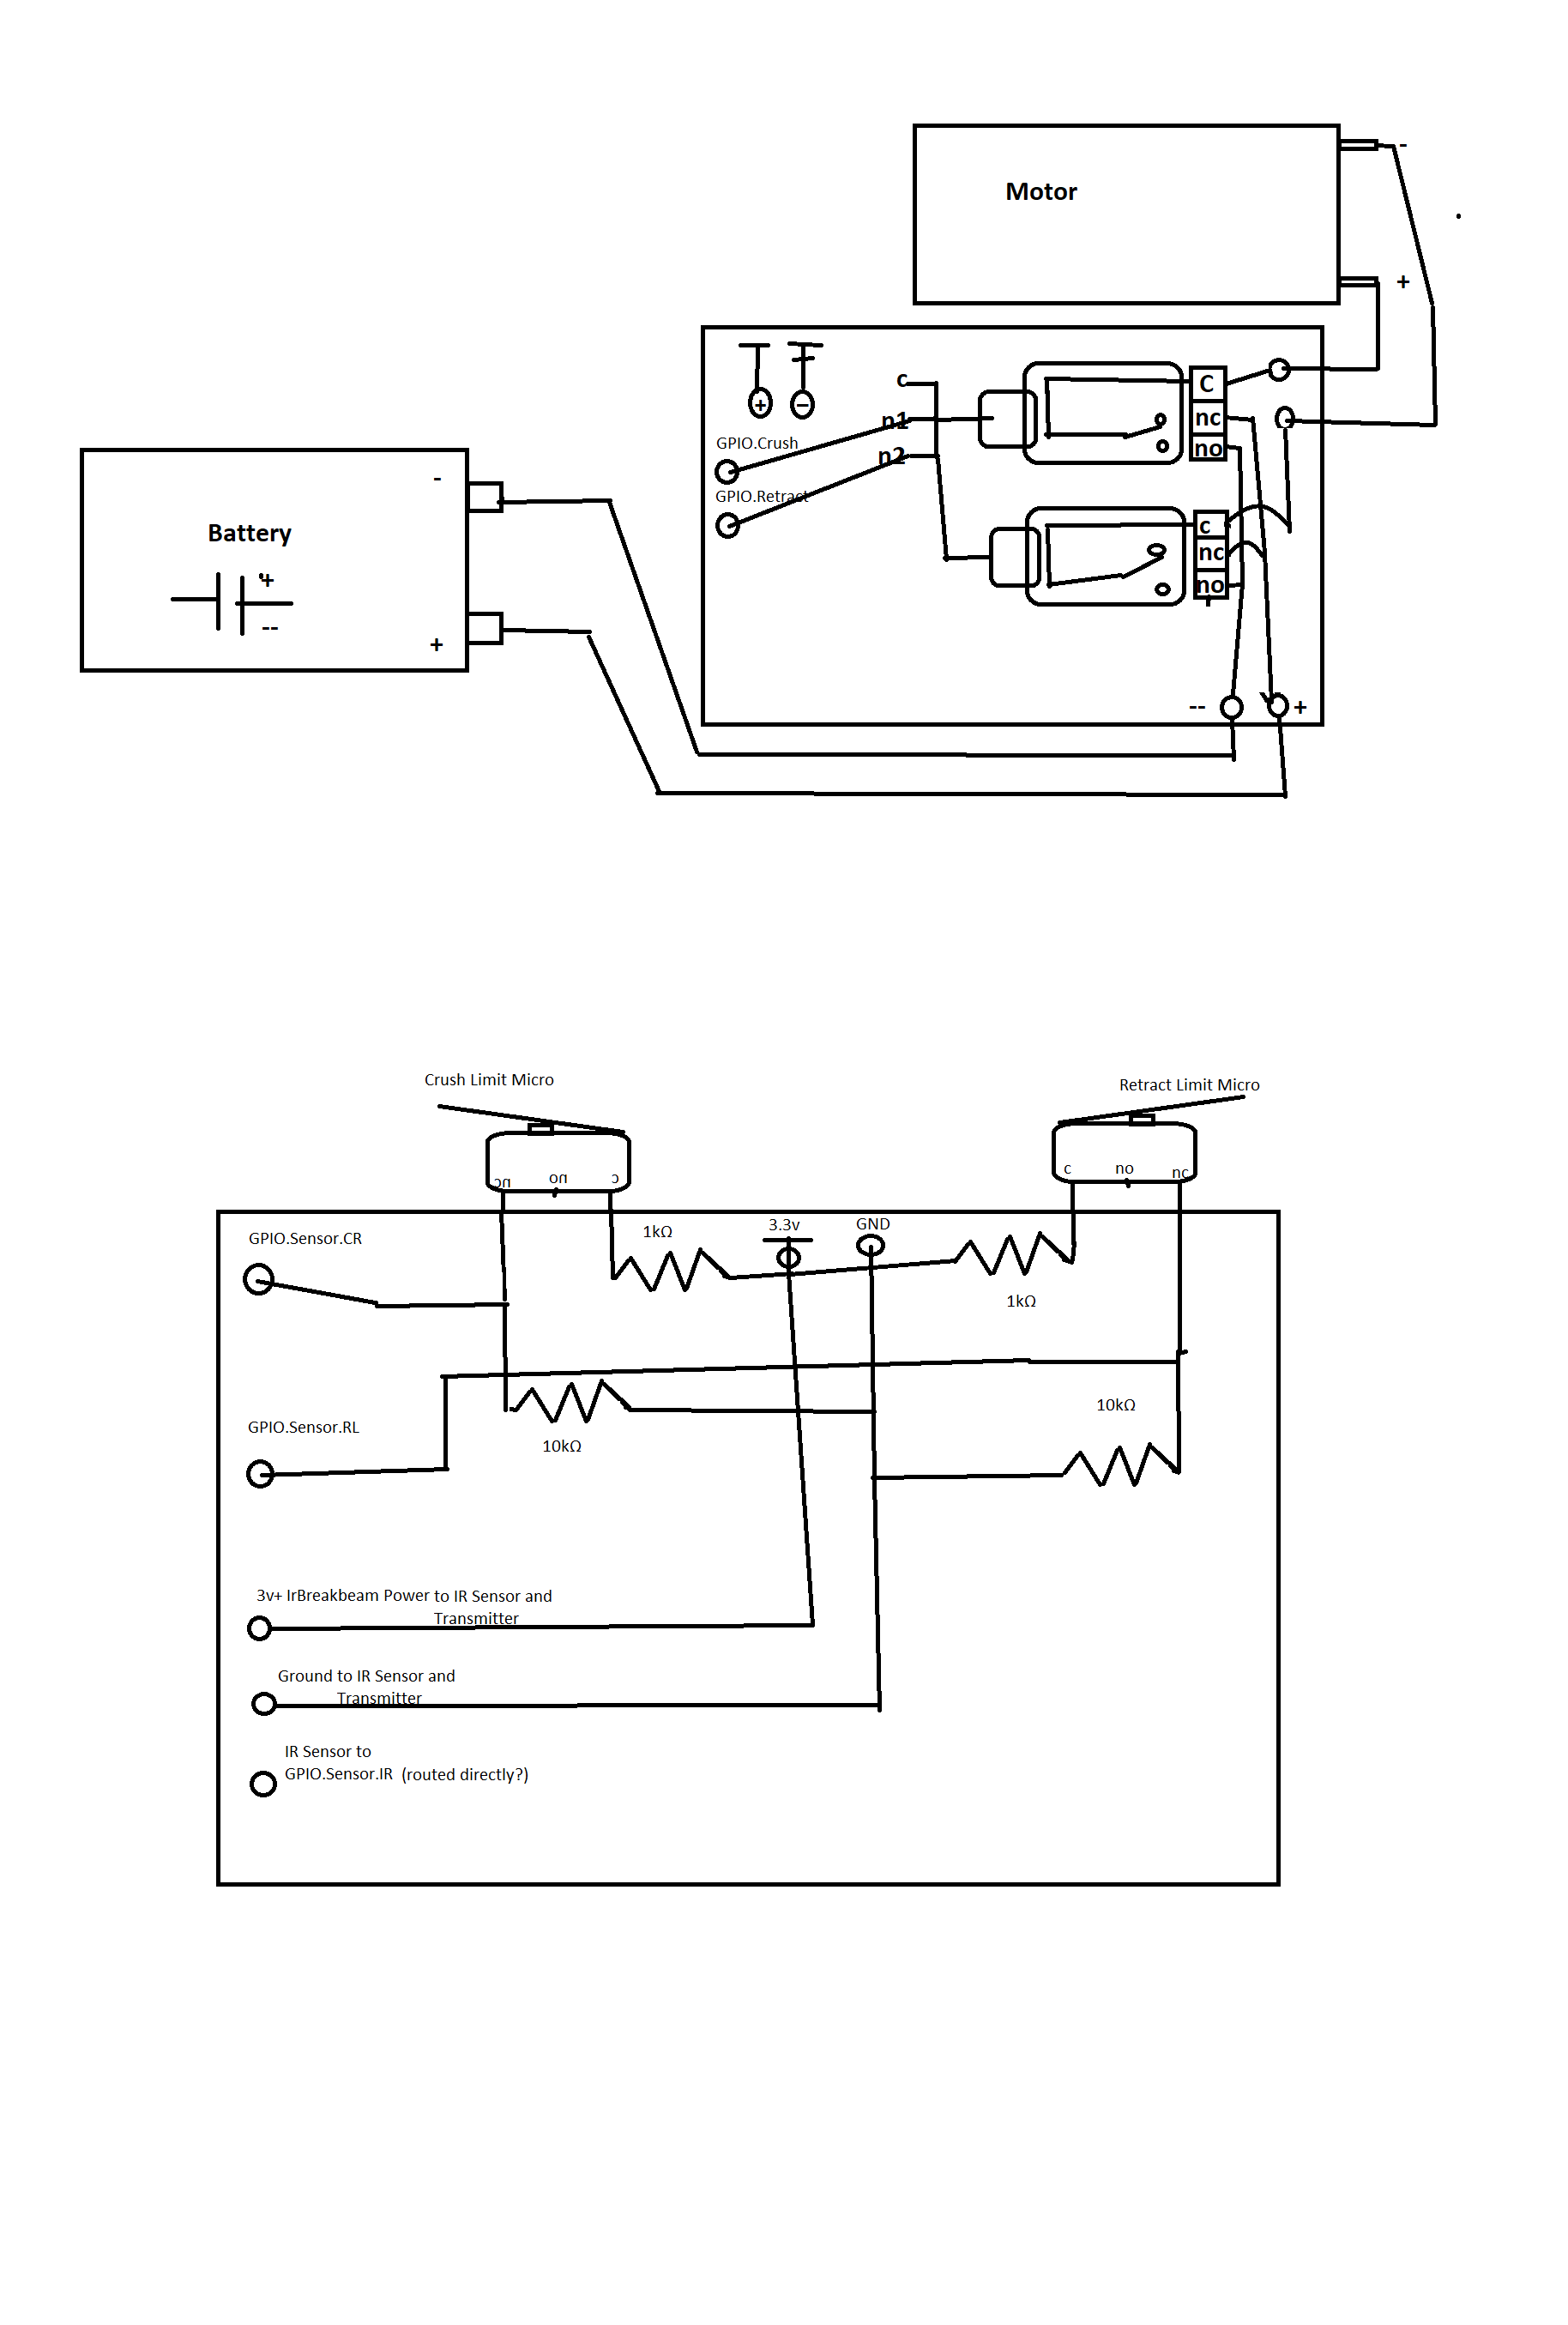 -
Motor
+
+
−
c
C
n1
nc
GPIO.Crush
no
n2
-
GPIO.Retract
c
Battery
nc
+
no
--
+
--
+
Crush Limit Micro
Retract Limit Micro
nc
no
c
c
no
nc
1kΩ
3.3v
GND
GPIO.Sensor.CR
1kΩ
10kΩ
GPIO.Sensor.RL
10kΩ
3v+ IrBreakbeam Power to IR Sensor and
Transmitter
Ground to IR Sensor and
Transmitter
IR Sensor to
GPIO.Sensor.IR (routed directly?)